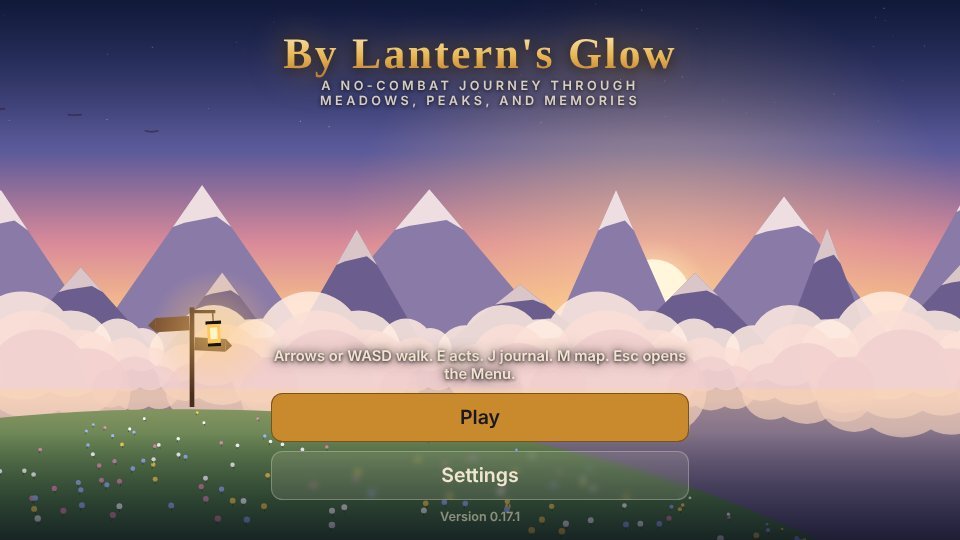 By Lantern's Glow
A NO-COMBAT JOURNEY THROUGH
MEADOWS, PEAKS, AND MEMORIES
Arrows or WASD walk. E acts. J journal. M map. Esc opens
the Menu.
Play
Settings
Version 0.17.1